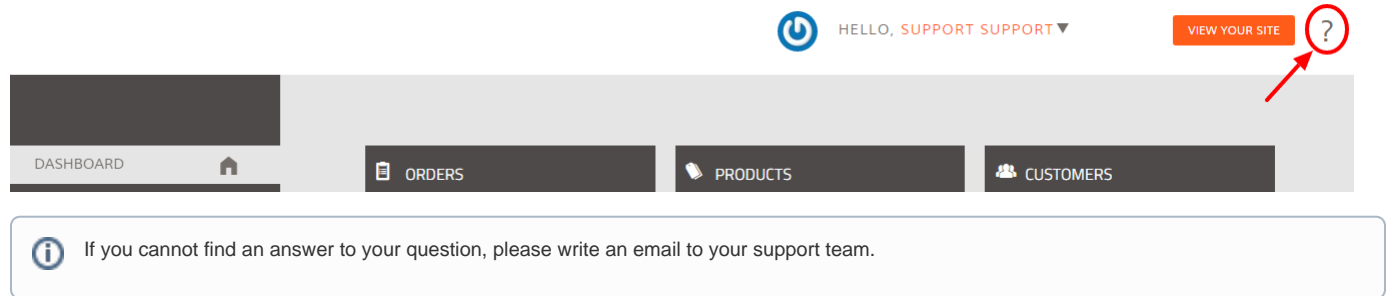 HELLO, SUPPORT SUPPORT▼
VIEW YOUR SITE
?
DASHBOARD
ORDERS
PRODUCTS
CUSTOMERS
If you cannot find an answer to your question, please write an email to your support team.